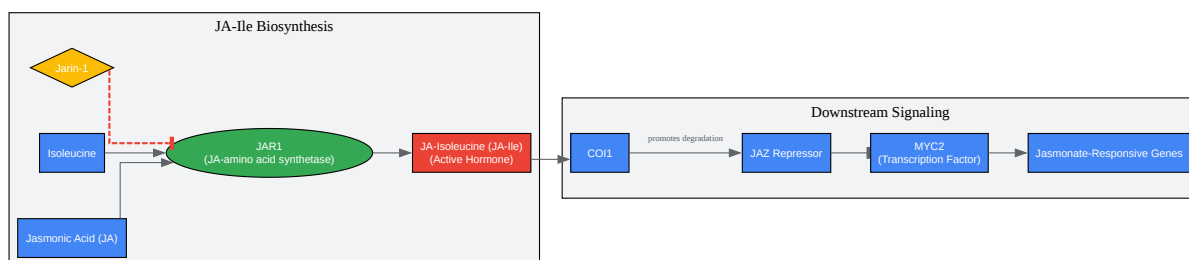 JA-Ile Biosynthesis
Jarin-1
Isoleucine
JAR1
(JA-amino acid synthetase)
JA-Isoleucine (JA-Ile)
(Active Hormone)
Jasmonic Acid (JA)
Downstream Signaling
COI1
promotes degradation
JAZ Repressor
MYC2
(Transcription Factor)
Jasmonate-Responsive Genes